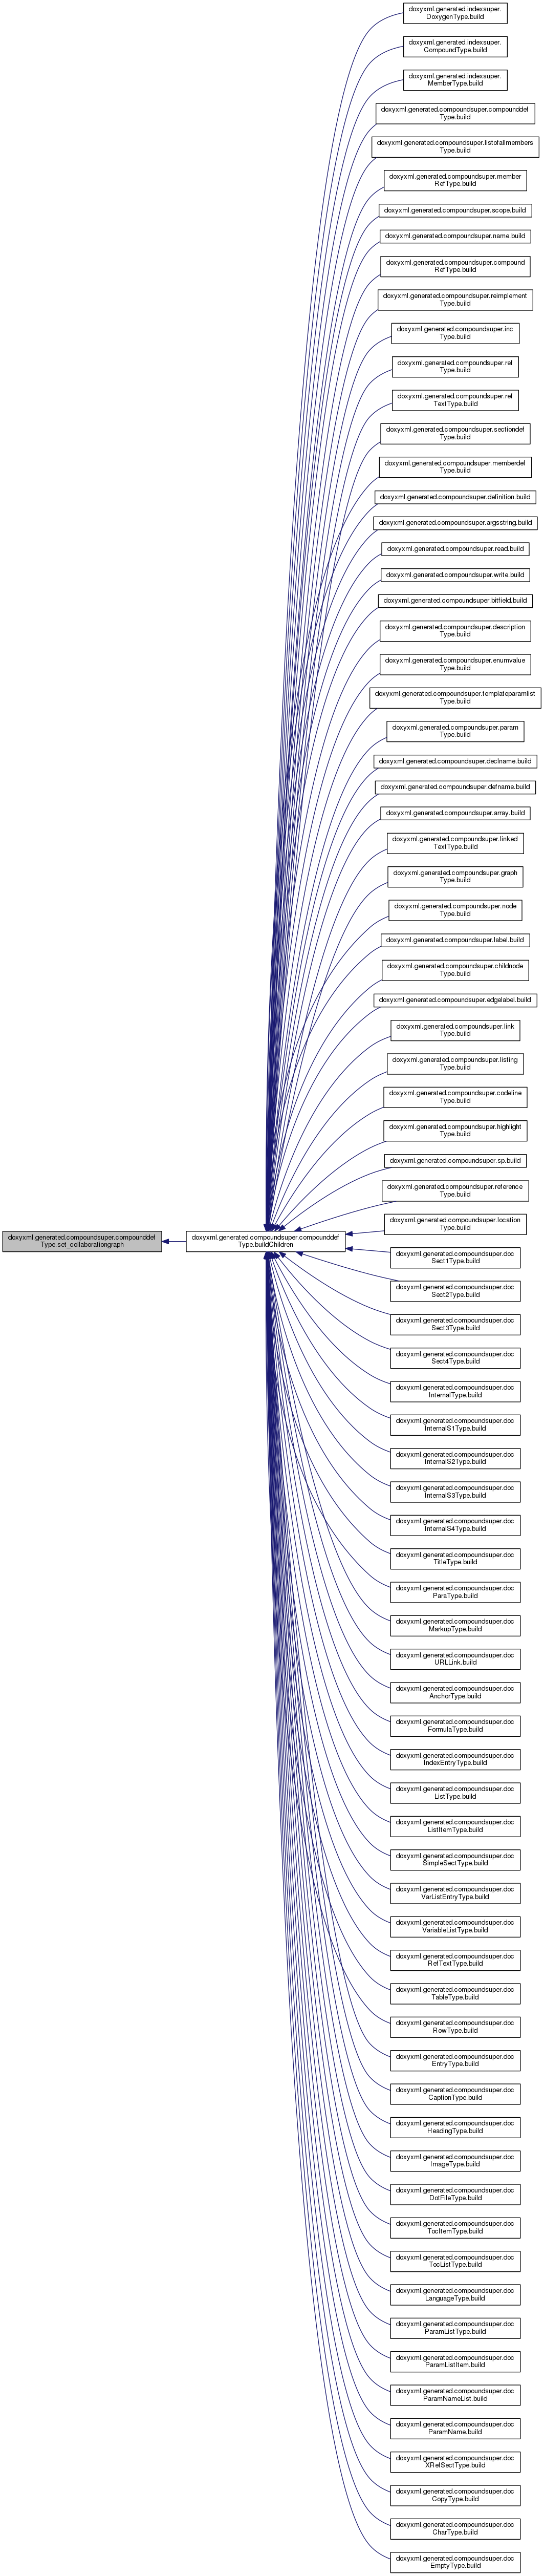 doxyxml.generated.indexsuper.
DoxygenType.build
doxyxml.generated.indexsuper.
CompoundType.build
doxyxml.generated.indexsuper.
MemberType.build
doxyxml.generated.compoundsuper.compounddef
Type.build
doxyxml.generated.compoundsuper.listofallmembers
Type.build
doxyxml.generated.compoundsuper.member
RefType.build
doxyxml.generated.compoundsuper.scope.build
doxyxml.generated.compoundsuper.name.build
doxyxml.generated.compoundsuper.compound
RefType.build
doxyxml.generated.compoundsuper.reimplement
Type.build
doxyxml.generated.compoundsuper.inc
Type.build
doxyxml.generated.compoundsuper.ref
Type.build
doxyxml.generated.compoundsuper.ref
TextType.build
doxyxml.generated.compoundsuper.sectiondef
Type.build
doxyxml.generated.compoundsuper.memberdef
Type.build
doxyxml.generated.compoundsuper.definition.build
doxyxml.generated.compoundsuper.argsstring.build
doxyxml.generated.compoundsuper.read.build
doxyxml.generated.compoundsuper.write.build
doxyxml.generated.compoundsuper.bitfield.build
doxyxml.generated.compoundsuper.description
Type.build
doxyxml.generated.compoundsuper.enumvalue
Type.build
doxyxml.generated.compoundsuper.templateparamlist
Type.build
doxyxml.generated.compoundsuper.param
Type.build
doxyxml.generated.compoundsuper.declname.build
doxyxml.generated.compoundsuper.defname.build
doxyxml.generated.compoundsuper.array.build
doxyxml.generated.compoundsuper.linked
TextType.build
doxyxml.generated.compoundsuper.graph
Type.build
doxyxml.generated.compoundsuper.node
Type.build
doxyxml.generated.compoundsuper.label.build
doxyxml.generated.compoundsuper.childnode
Type.build
doxyxml.generated.compoundsuper.edgelabel.build
doxyxml.generated.compoundsuper.link
Type.build
doxyxml.generated.compoundsuper.listing
Type.build
doxyxml.generated.compoundsuper.codeline
Type.build
doxyxml.generated.compoundsuper.highlight
Type.build
doxyxml.generated.compoundsuper.sp.build
doxyxml.generated.compoundsuper.reference
Type.build
doxyxml.generated.compoundsuper.location
Type.build
doxyxml.generated.compoundsuper.compounddef
Type.set_collaborationgraph
doxyxml.generated.compoundsuper.compounddef
Type.buildChildren
doxyxml.generated.compoundsuper.doc
Sect1Type.build
doxyxml.generated.compoundsuper.doc
Sect2Type.build
doxyxml.generated.compoundsuper.doc
Sect3Type.build
doxyxml.generated.compoundsuper.doc
Sect4Type.build
doxyxml.generated.compoundsuper.doc
InternalType.build
doxyxml.generated.compoundsuper.doc
InternalS1Type.build
doxyxml.generated.compoundsuper.doc
InternalS2Type.build
doxyxml.generated.compoundsuper.doc
InternalS3Type.build
doxyxml.generated.compoundsuper.doc
InternalS4Type.build
doxyxml.generated.compoundsuper.doc
TitleType.build
doxyxml.generated.compoundsuper.doc
ParaType.build
doxyxml.generated.compoundsuper.doc
MarkupType.build
doxyxml.generated.compoundsuper.doc
URLLink.build
doxyxml.generated.compoundsuper.doc
AnchorType.build
doxyxml.generated.compoundsuper.doc
FormulaType.build
doxyxml.generated.compoundsuper.doc
IndexEntryType.build
doxyxml.generated.compoundsuper.doc
ListType.build
doxyxml.generated.compoundsuper.doc
ListItemType.build
doxyxml.generated.compoundsuper.doc
SimpleSectType.build
doxyxml.generated.compoundsuper.doc
VarListEntryType.build
doxyxml.generated.compoundsuper.doc
VariableListType.build
doxyxml.generated.compoundsuper.doc
RefTextType.build
doxyxml.generated.compoundsuper.doc
TableType.build
doxyxml.generated.compoundsuper.doc
RowType.build
doxyxml.generated.compoundsuper.doc
EntryType.build
doxyxml.generated.compoundsuper.doc
CaptionType.build
doxyxml.generated.compoundsuper.doc
HeadingType.build
doxyxml.generated.compoundsuper.doc
ImageType.build
doxyxml.generated.compoundsuper.doc
DotFileType.build
doxyxml.generated.compoundsuper.doc
TocItemType.build
doxyxml.generated.compoundsuper.doc
TocListType.build
doxyxml.generated.compoundsuper.doc
LanguageType.build
doxyxml.generated.compoundsuper.doc
ParamListType.build
doxyxml.generated.compoundsuper.doc
ParamListItem.build
doxyxml.generated.compoundsuper.doc
ParamNameList.build
doxyxml.generated.compoundsuper.doc
ParamName.build
doxyxml.generated.compoundsuper.doc
XRefSectType.build
doxyxml.generated.compoundsuper.doc
CopyType.build
doxyxml.generated.compoundsuper.doc
CharType.build
doxyxml.generated.compoundsuper.doc
EmptyType.build